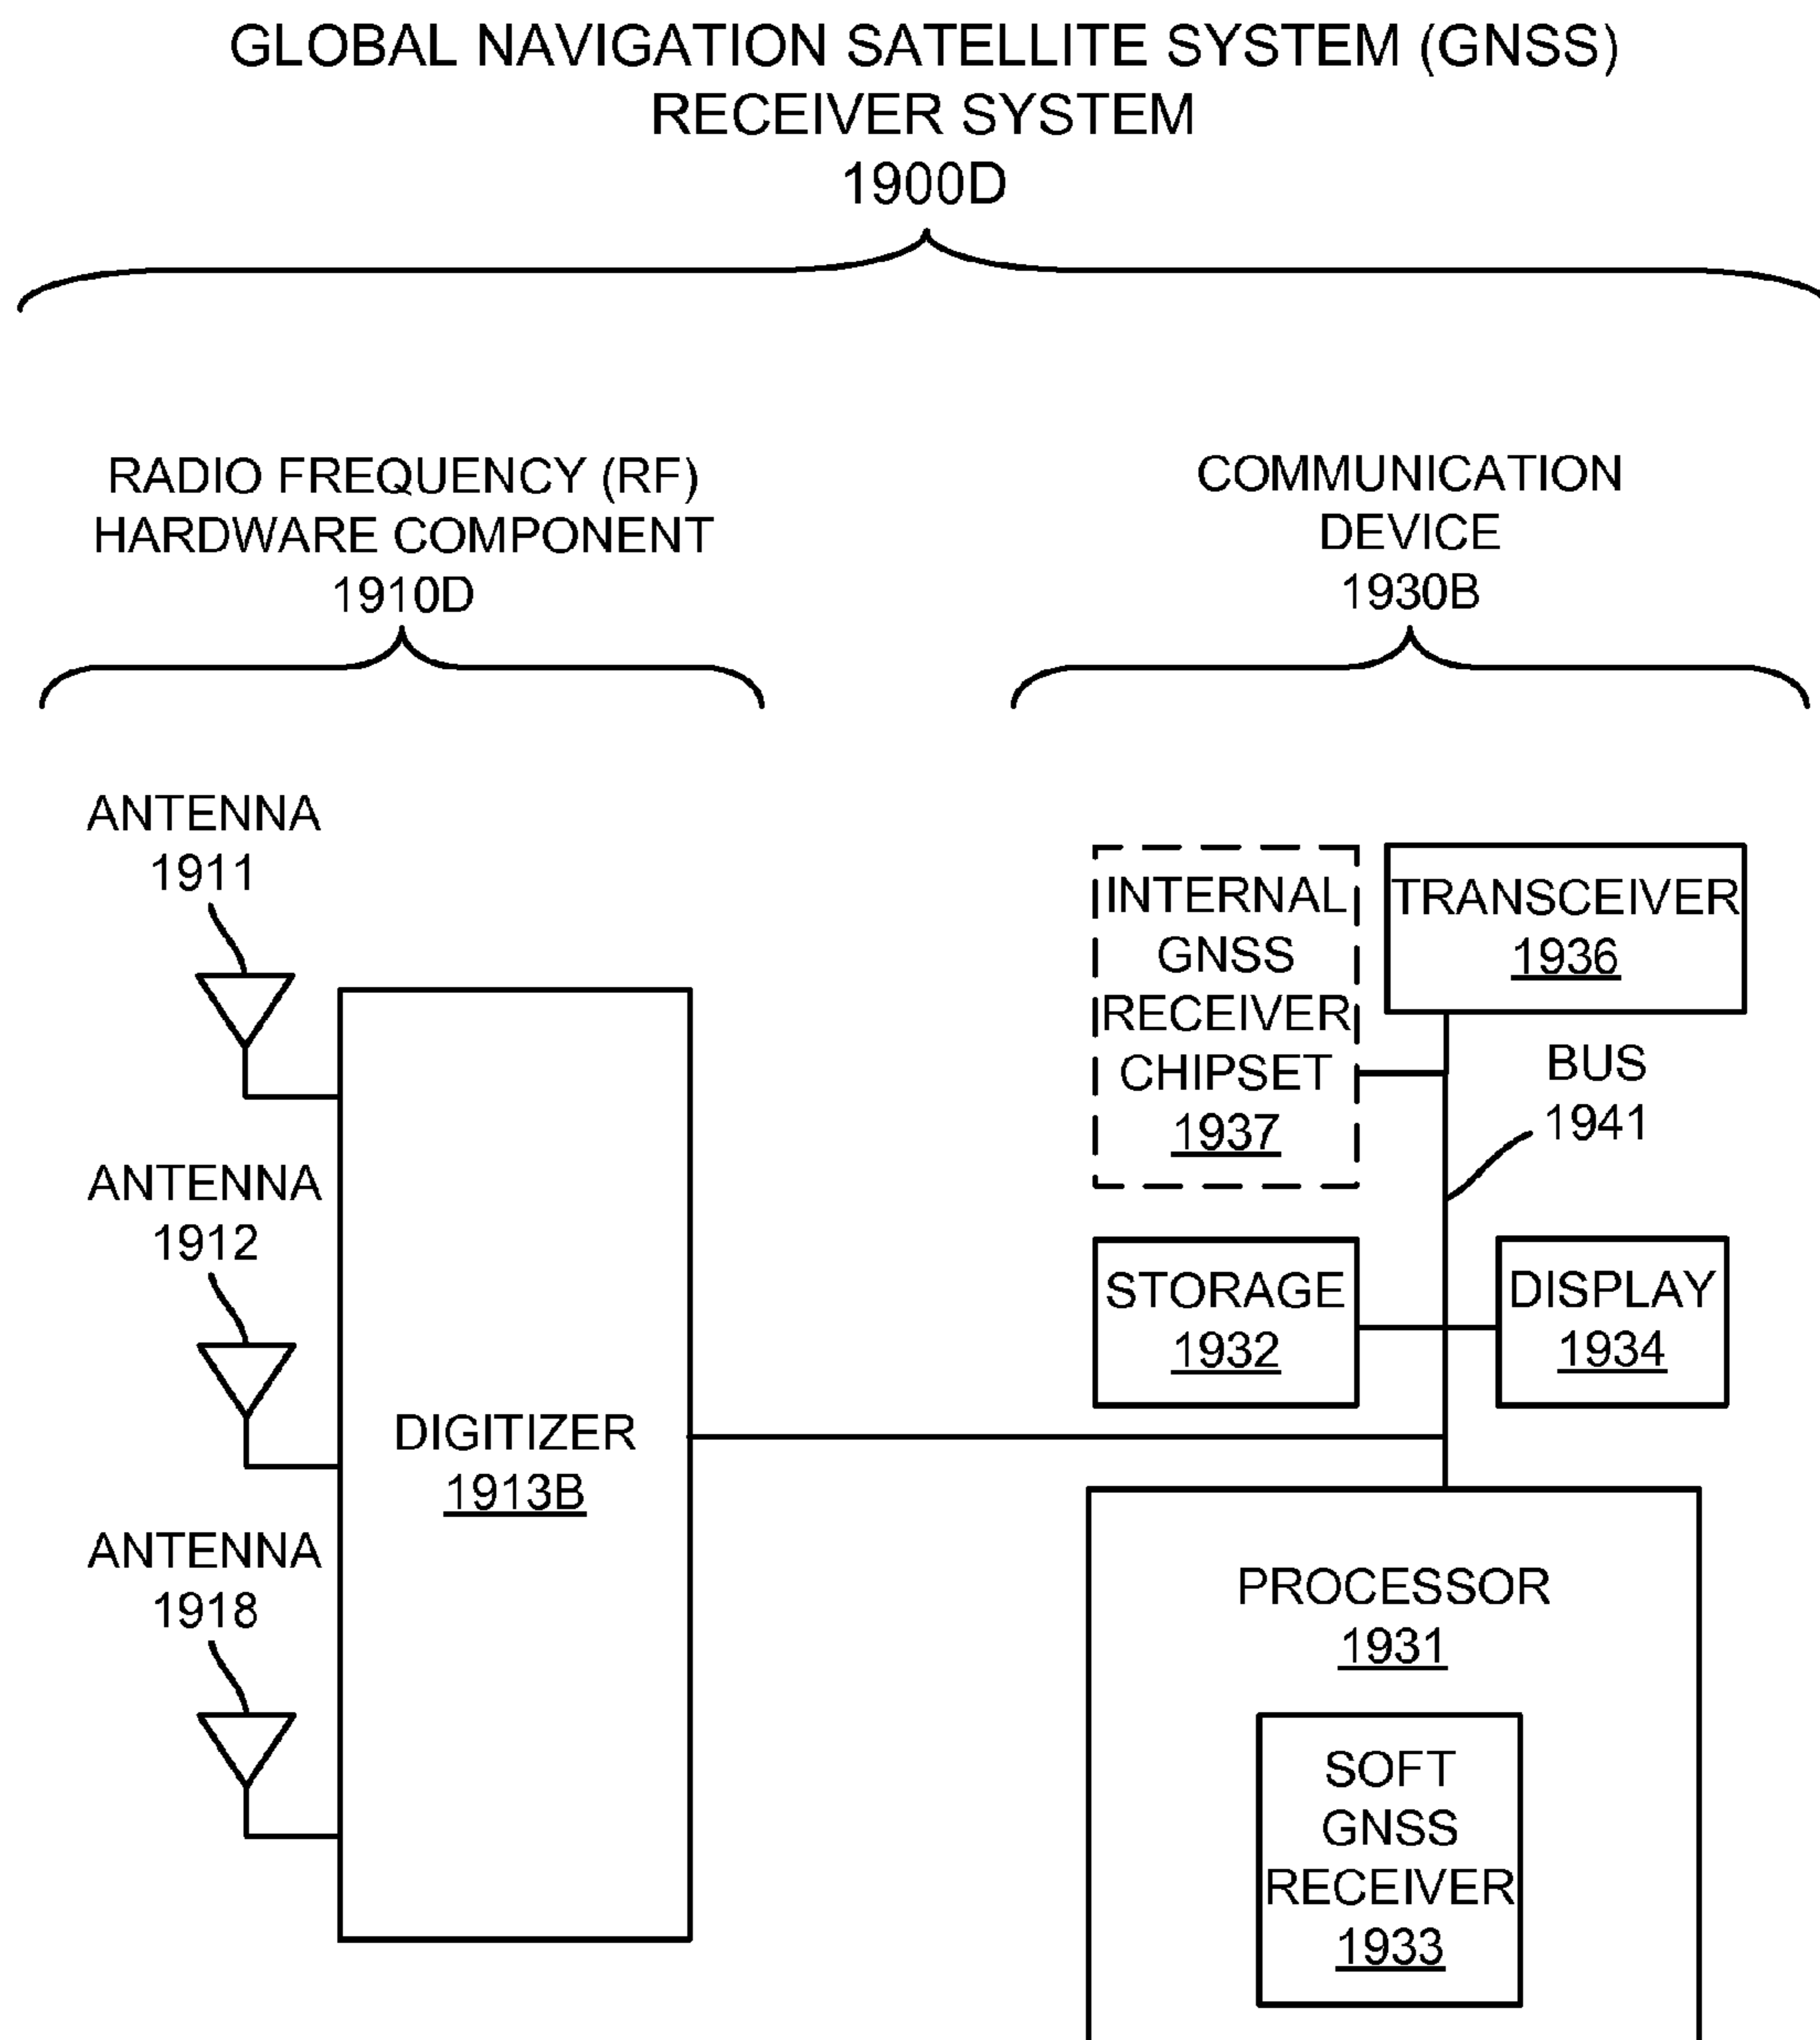 GLOBAL NAVIGATION SATELLITE SYSTEM (GNSS)
RECEIVER SYSTEM
1900D
RADIO FREQUENCY (RF)
HARDWARE COMPONENT
1910D
COMMUNICATION
DEVICE
1930B
ANTENNA
1911
ANTENNA
1912
ANTENNA
1918
DIGITIZER
1913B
INTERNAL
GNSS
RECEIVER
CHIPSET
1937
TRANSCEIVER
1936
BUS
1941
STORAGE
1932
DISPLAY
1934
PROCESSOR
1931
SOFT
GNSS
RECEIVER
1933